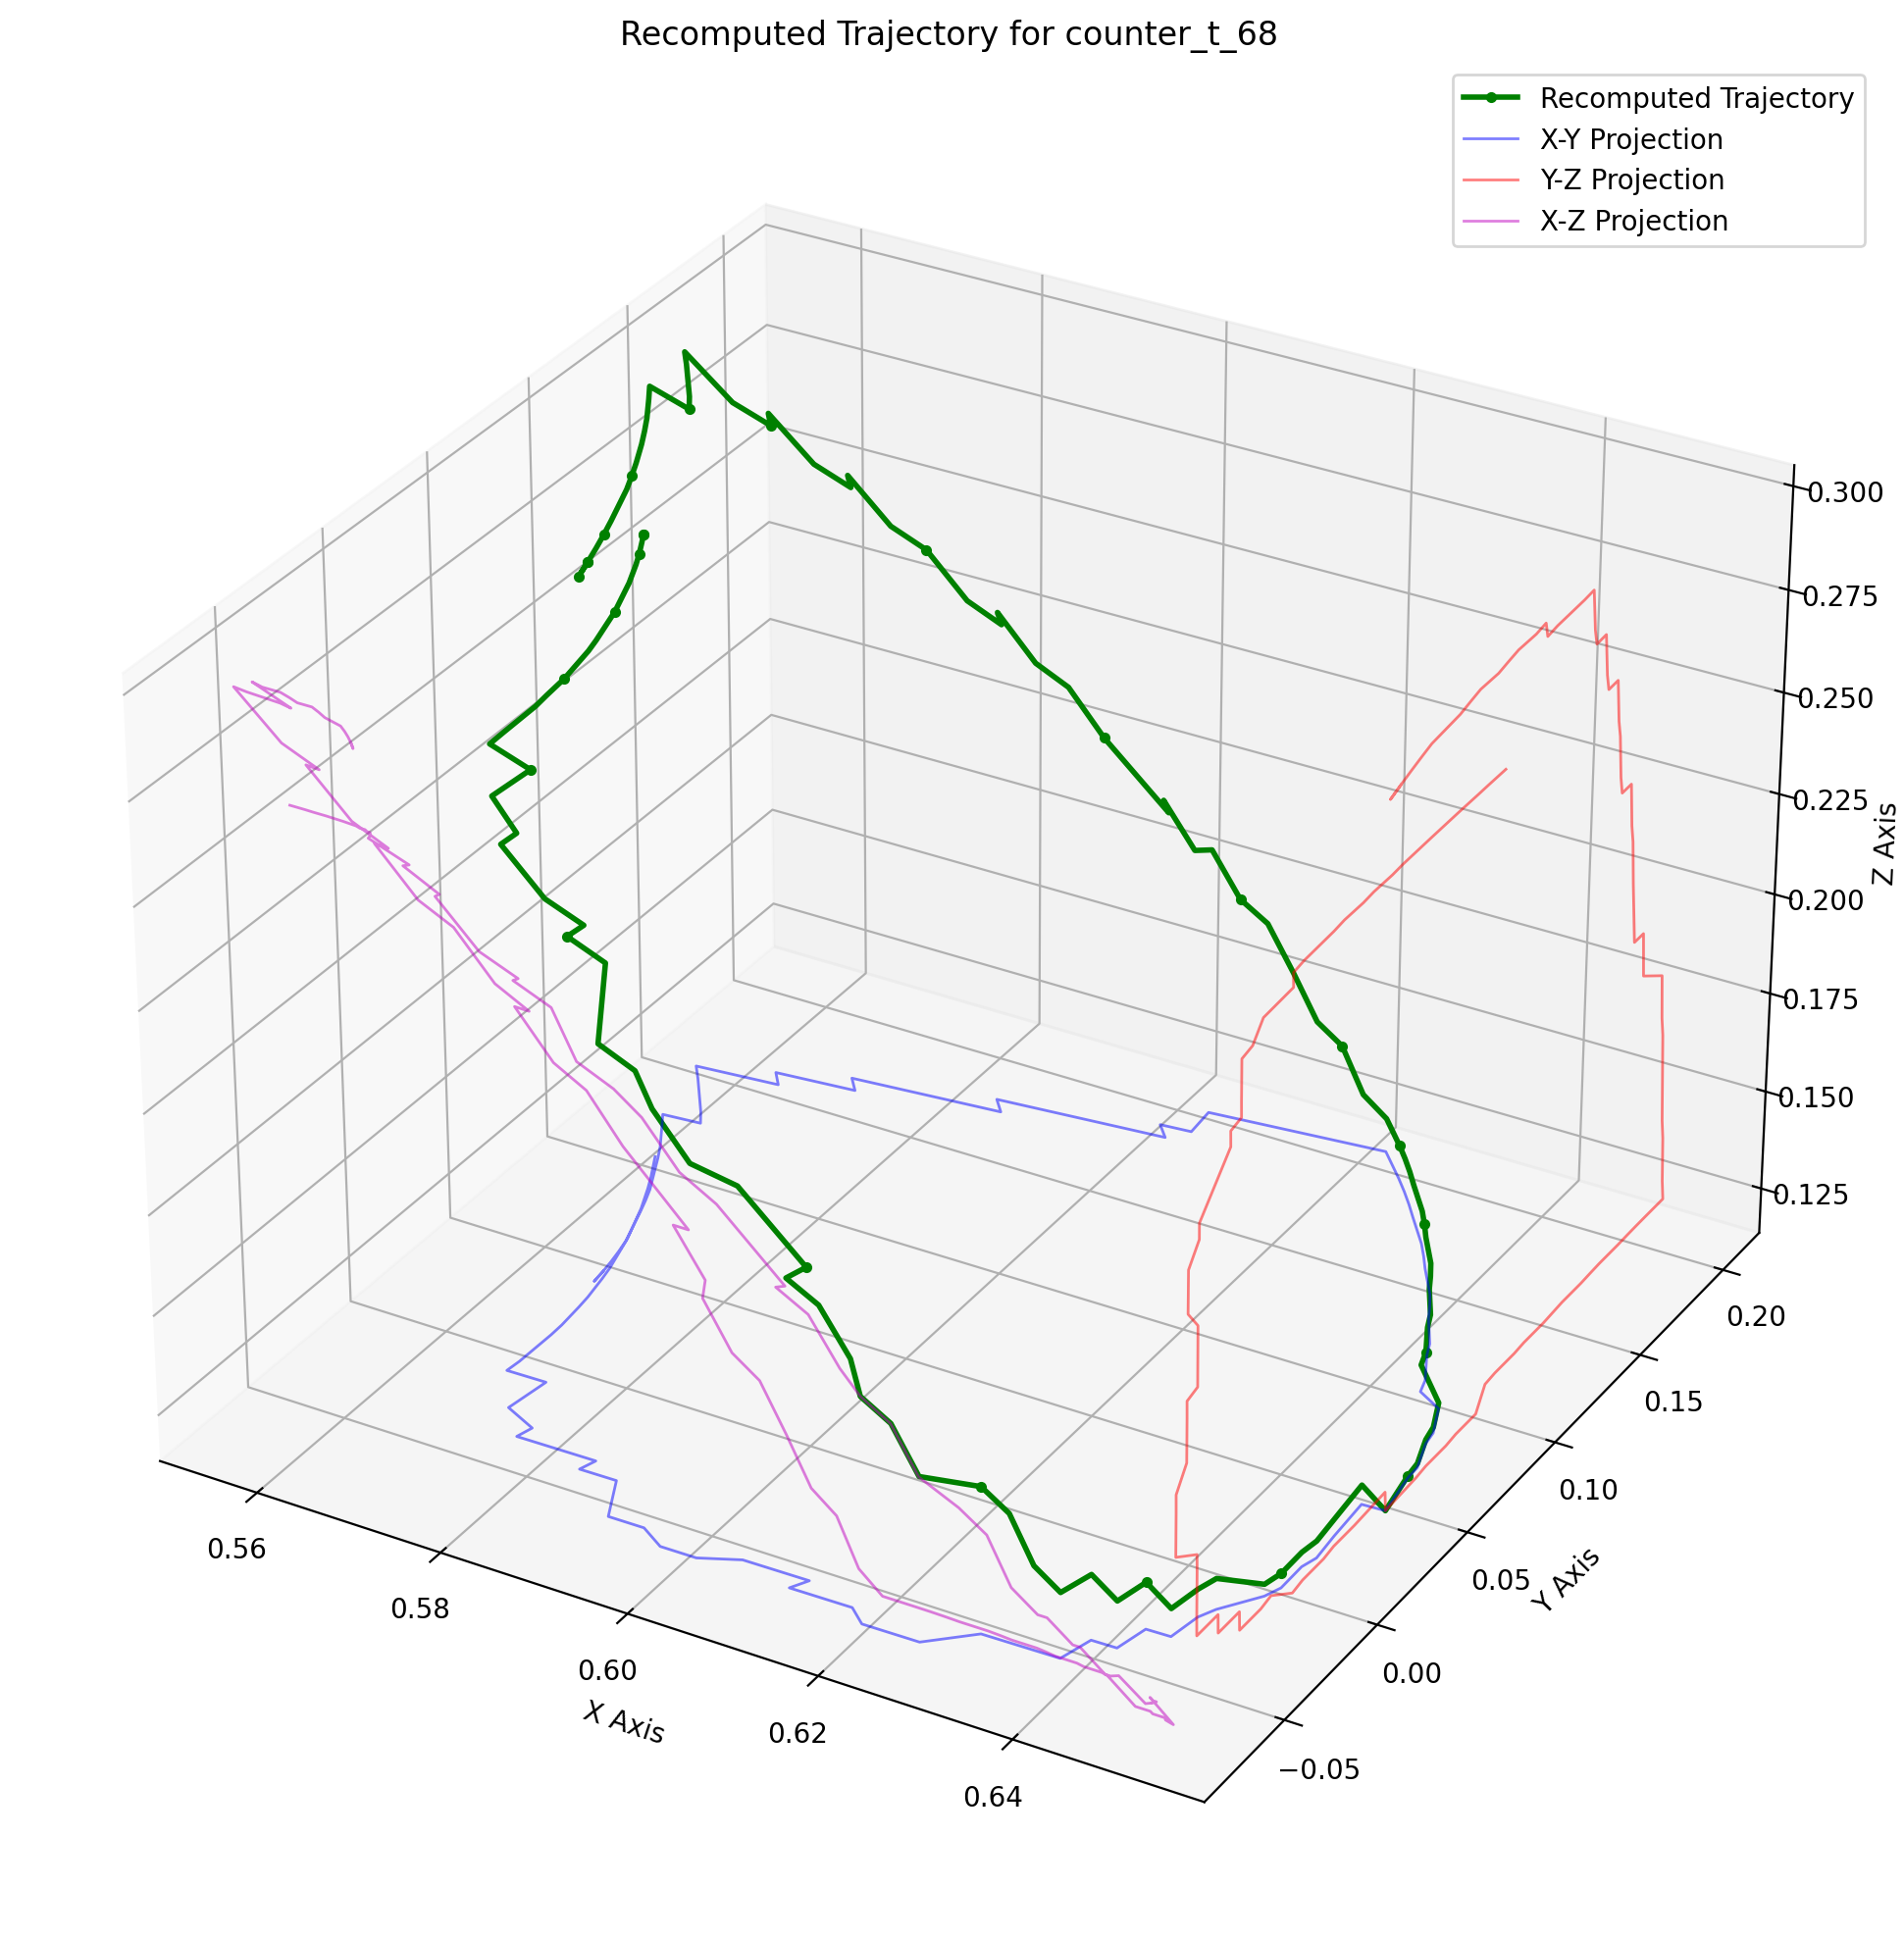 Recomputed Trajectory for counter_t_68
Recomputed Trajectory
X-Y Projection
Y-Z Projection
X-Z Projection
0.300
0.275
0.250
0.225
0.200
0.175
0.150
0.125
Z Axis
0.20
0.15
0.10
0.05
0.00
−0.05
Y Axis
0.56
0.58
0.60
0.62
0.64
X Axis